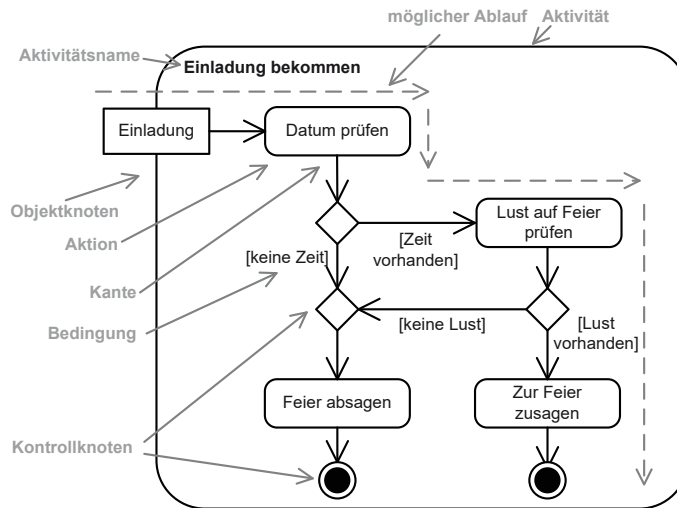 möglicher Ablauf
Aktivität
Aktivitätsname
Einladung bekommen
Einladung
Datum prüfen
Objektknoten
Aktion
Lust auf Feier
prüfen
[Zeit
vorhanden]
[keine Zeit]
Kante
Bedingung
[keine Lust]
[Lust
vorhanden]
Feier absagen
Zur Feier
zusagen
Kontrollknoten